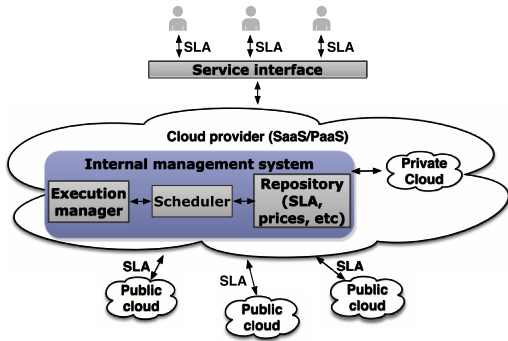 SLA SLA SLA
Service interface
Cloud provider (SaaS/PaaS)
Internal management system
Private
Cloud
Execution
manager
Scheduler
Repository
(SLA,
prices, etc)
SLA
SLA
SLA
Public
cloud
Public
cloud
Public
cloud